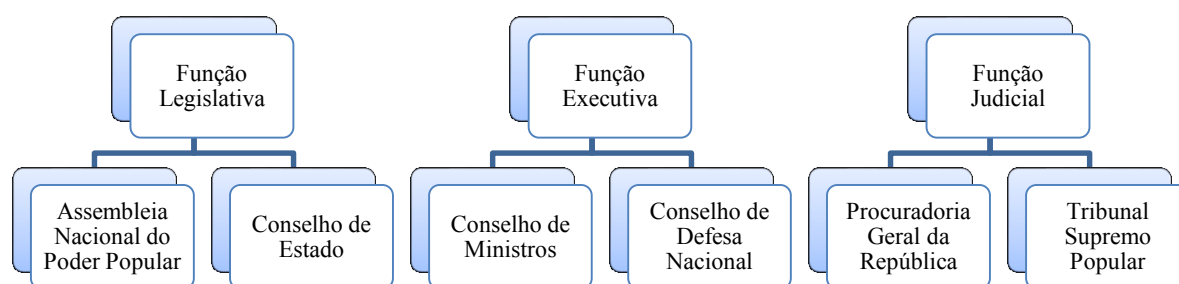 Função
Legislativa
Função
Executiva
Função
Judicial
Assembleia
Nacional do
Poder Popular
Conselho de
Estado
Conselho de
Ministros
Conselho de
Defesa
Nacional
Procuradoria
Geral da
República
Tribunal
Supremo
Popular